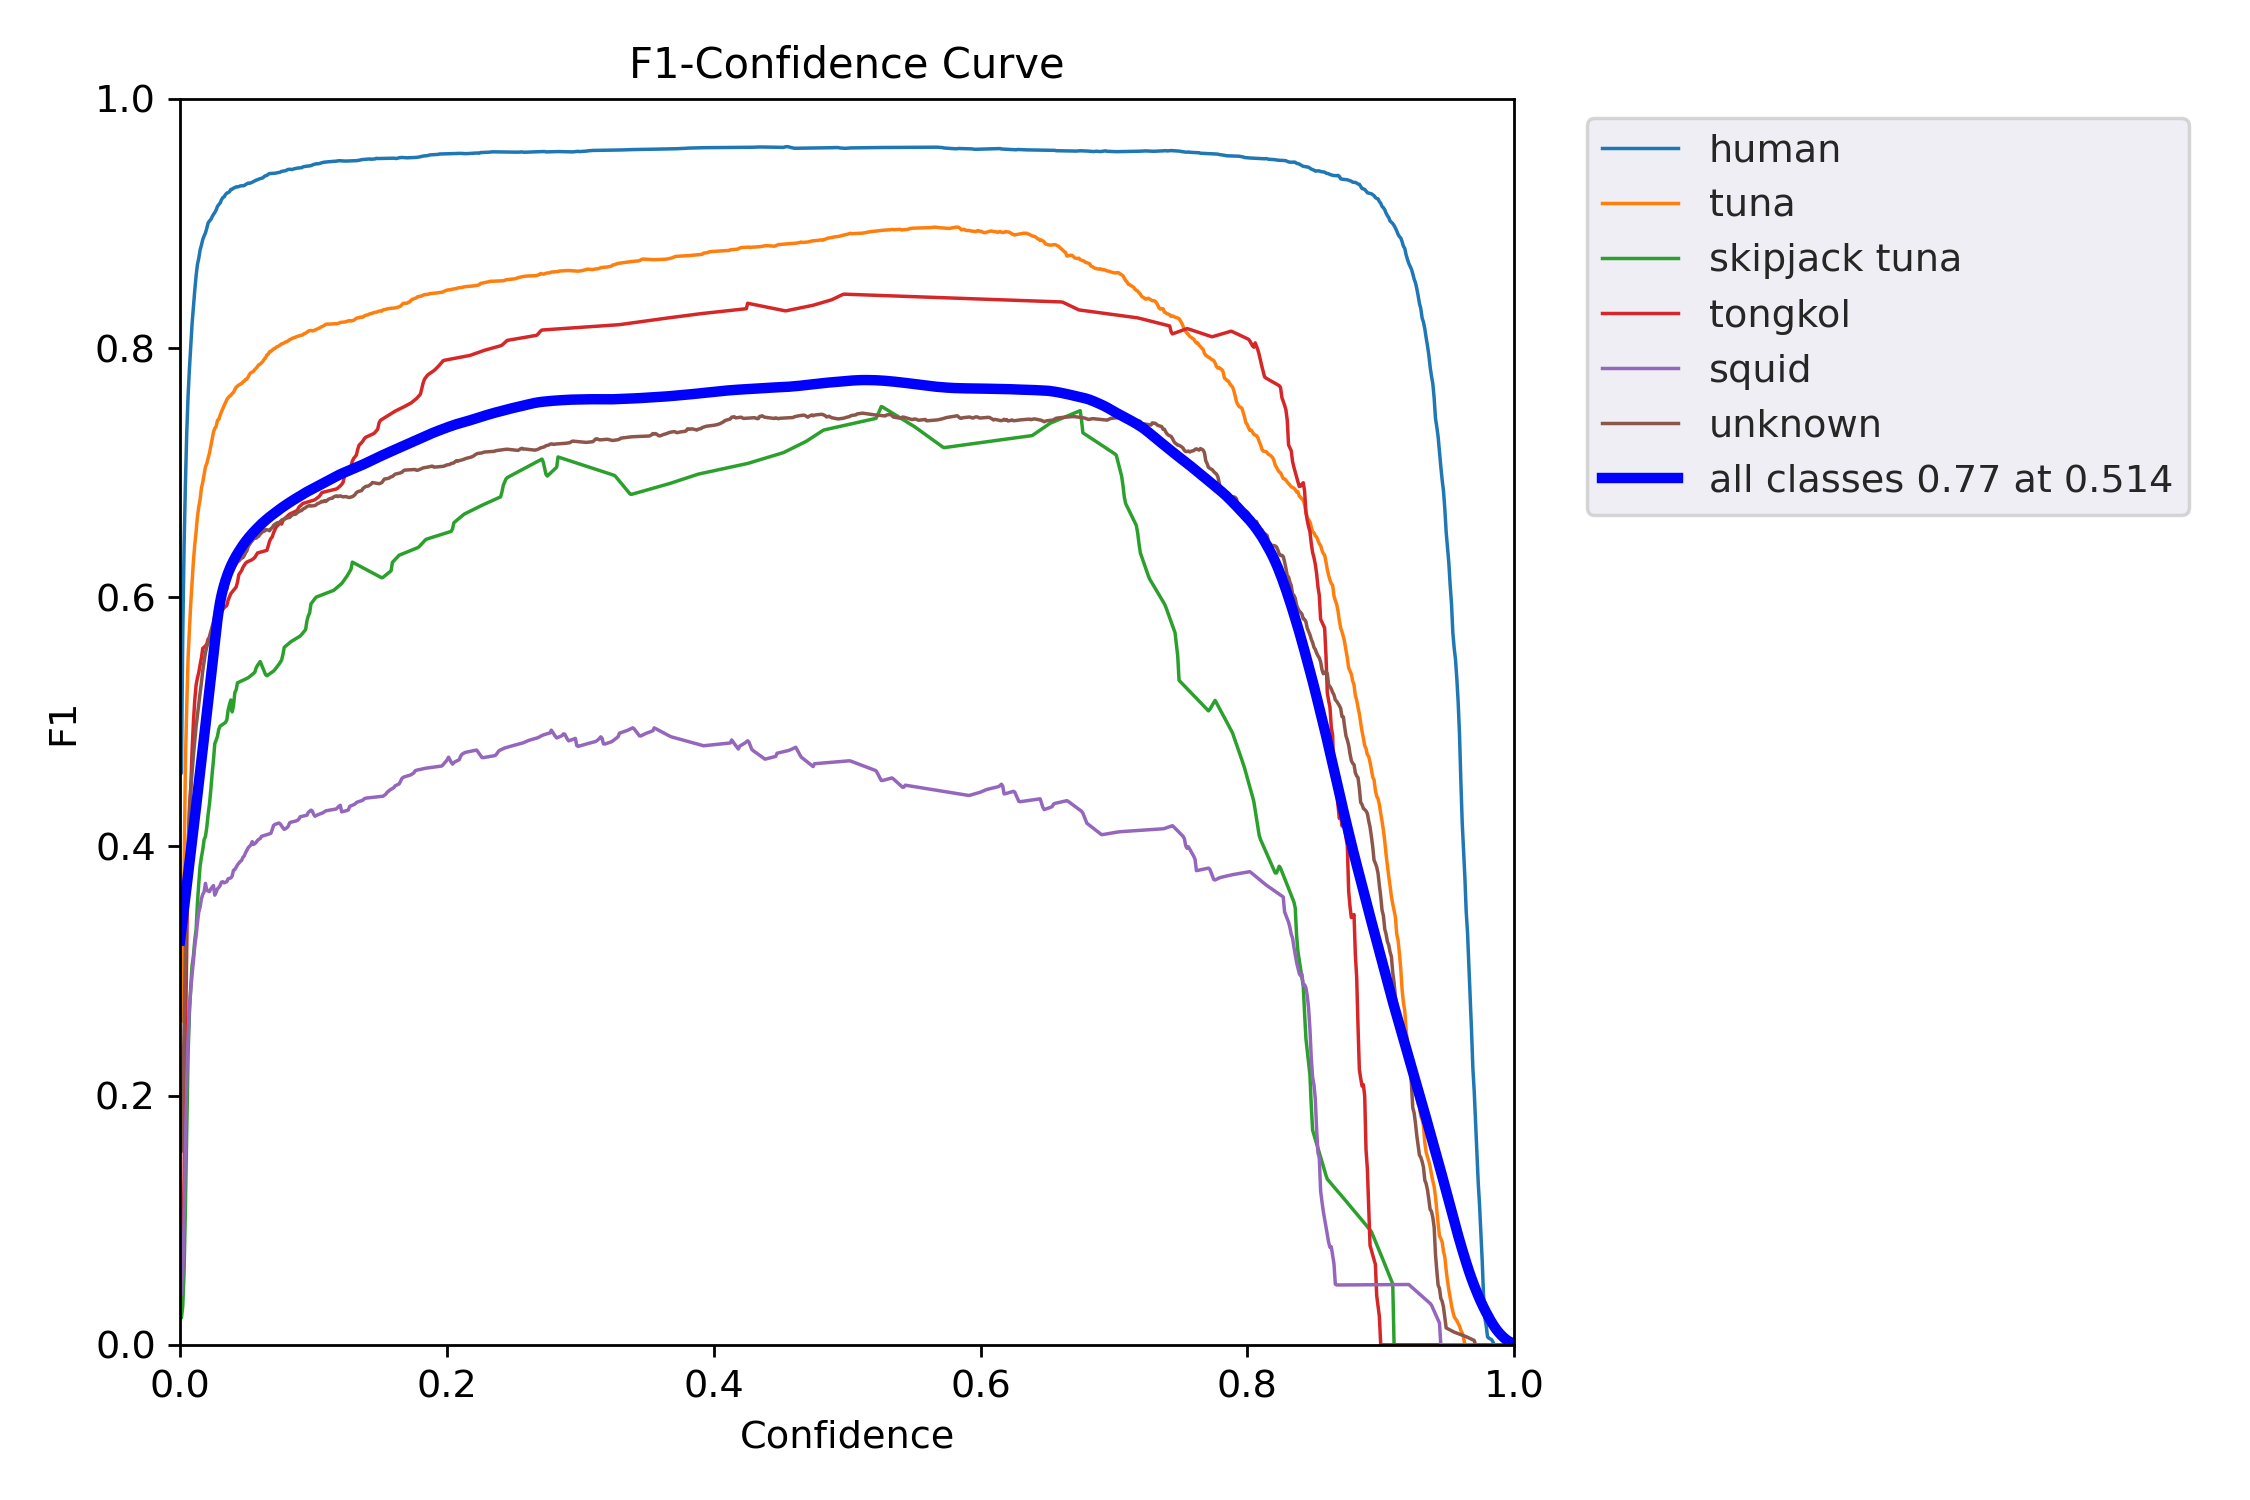 F1-Confidence Curve
1.0
0.8
0.6
0.4
0.2
0.0
F1
0.0 0.2 0.4 0.6 0.8 1.0
Confidence
human
tuna
skipjack tuna
tongkol
squid
unknown
all classes 0.77 at 0.514